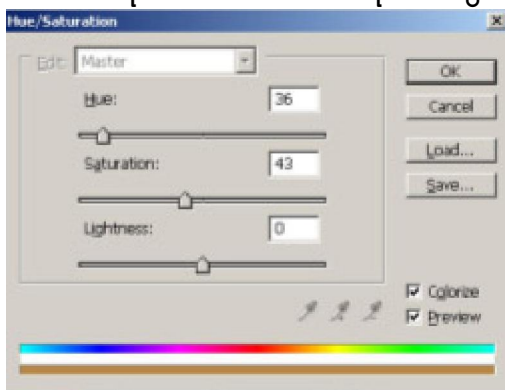 Hue/Saturation
Edit: Master
OK
Hue: 36
Cancel
Load...
Saturation: 43
Save...
Lightness: 0
Colorize
Preview